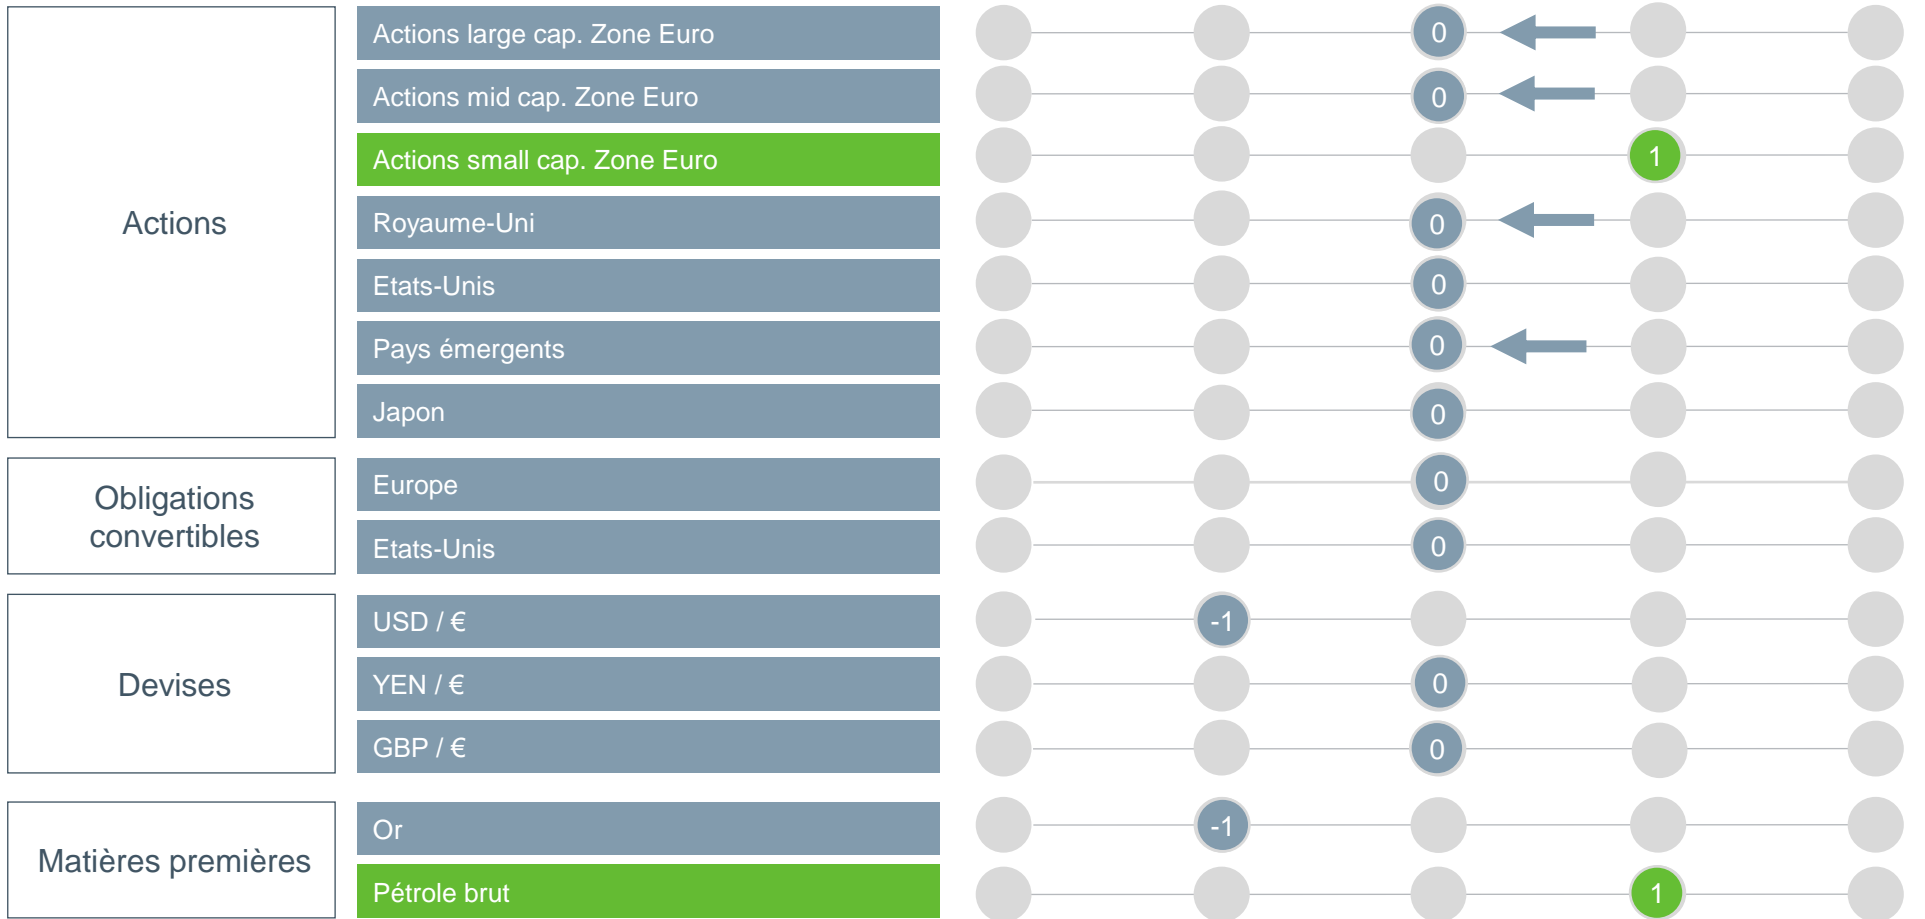 Actions
Actions large cap. Zone Euro
0
Actions mid cap. Zone Euro
0
Actions small cap. Zone Euro
1
Royaume-Uni
0
Etats-Unis
0
Pays émergents
0
Japon
0
Obligations
convertibles
Europe
0
Etats-Unis
0
Devises
USD / €
-1
YEN / €
0
GBP / €
0
Matières premières
Or
-1
Pétrole brut
1